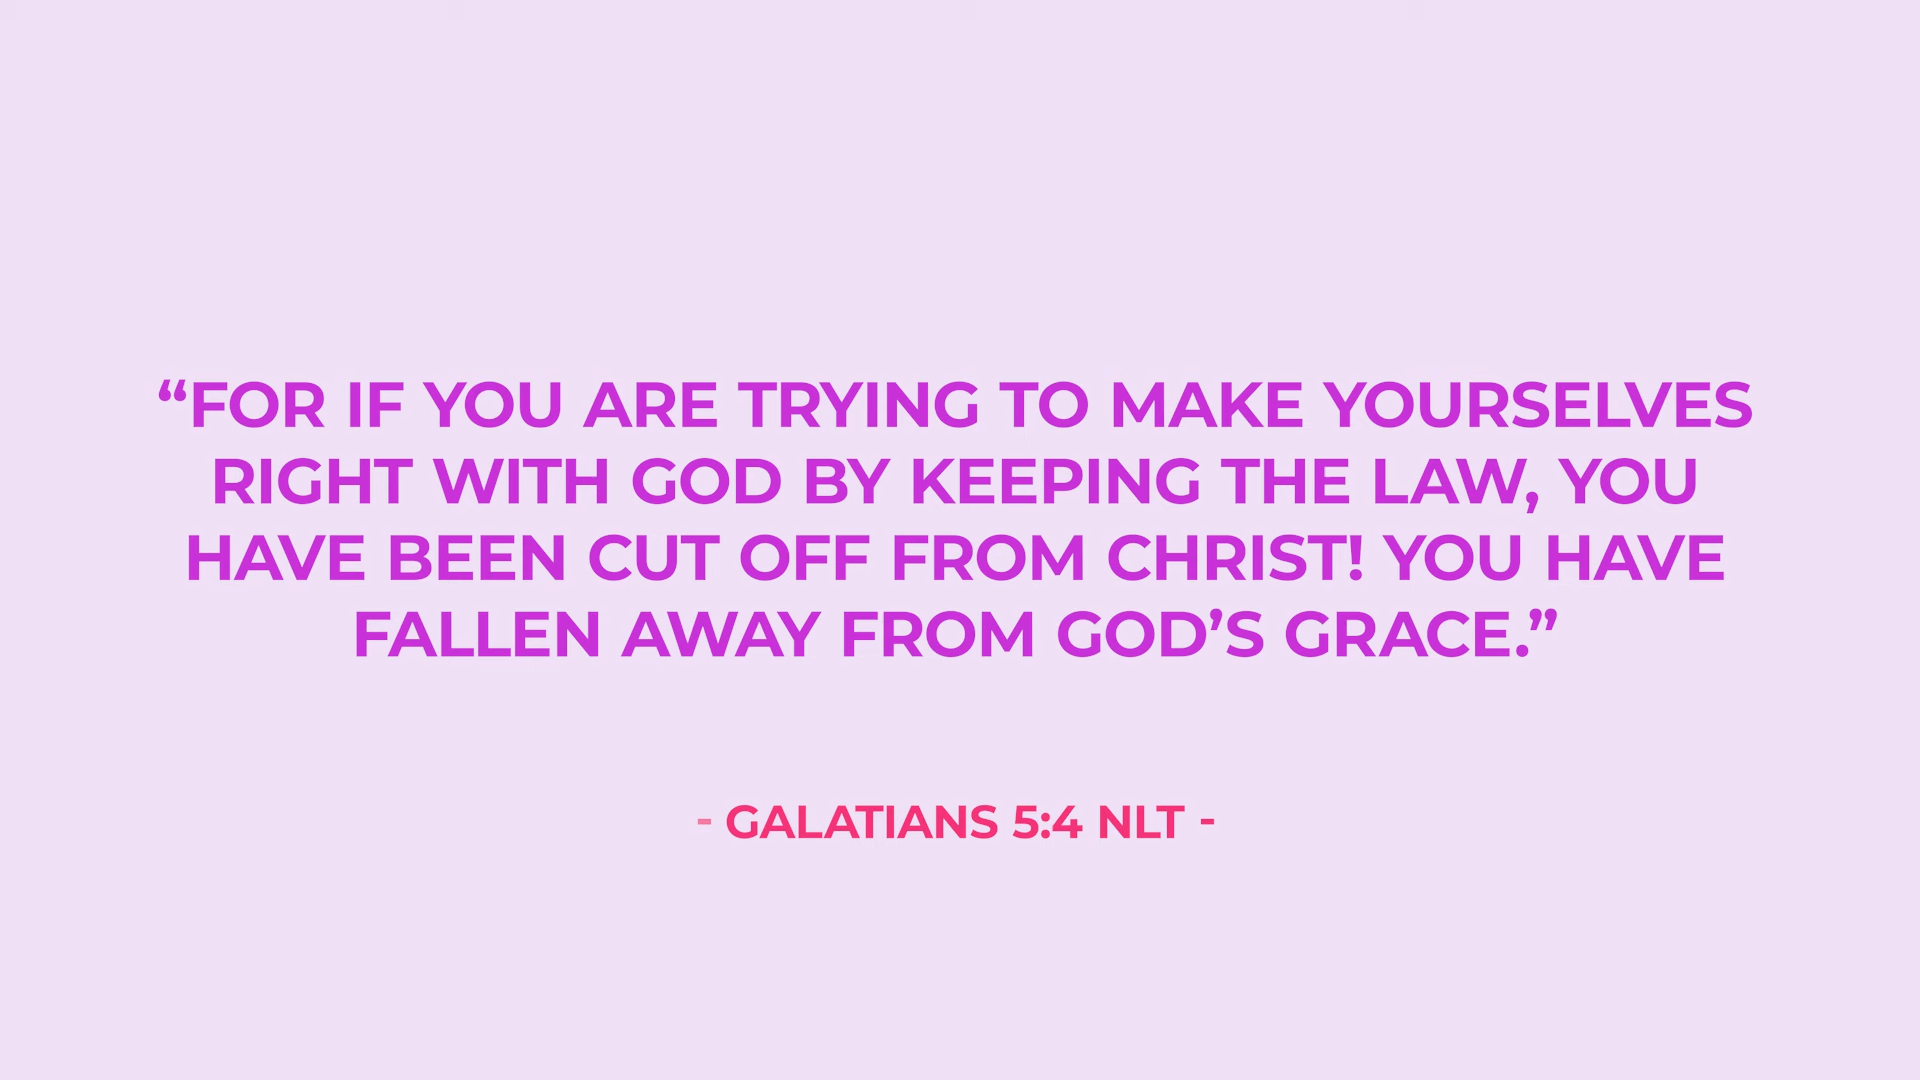 “FOR IF YOU ARE TRYING TO MAKE YOURSELVES
RIGHT WITH GOD BY KEEPING THE LAW, YOU
HAVE BEEN CUT OFF FROM CHRIST! YOU HAVE
FALLEN AWAY FROM GOD’S GRACE.”
- GALATIANS 5:4 NLT -